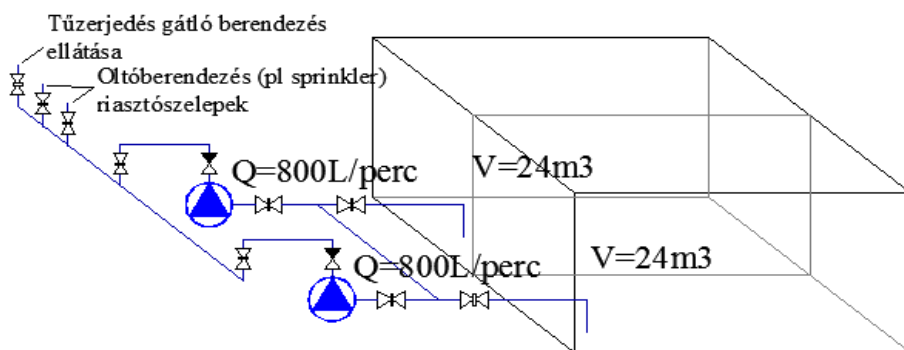 Tűzerjedés gátló berendezés
ellátása
Oltóberendezés (pl sprinkler)
riasztószelepek
Q=800L/perc
V=24m3
Q=800L/perc
V=24m3